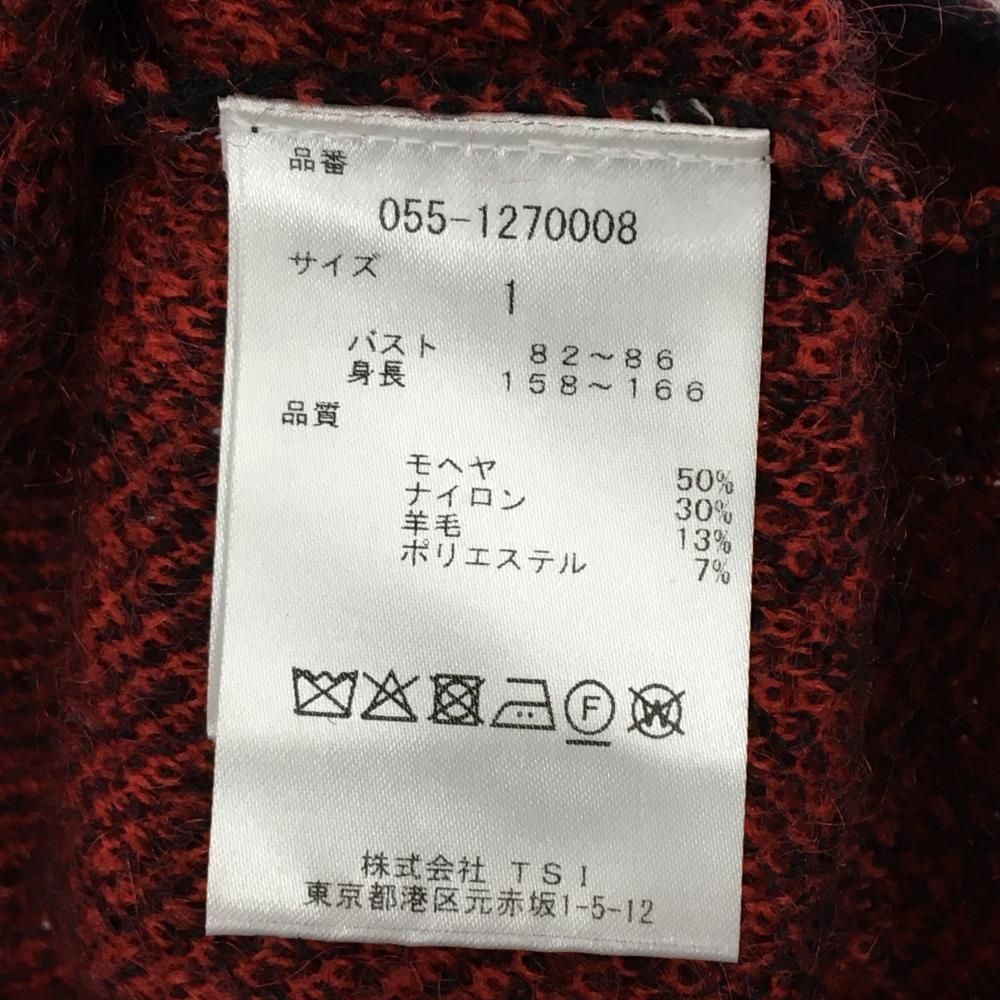 品番
055-1270008
サイズ
1
バスト 82～86
身長 158～166
品質
モヘヤ 50%
ナイロン 30%
羊毛 13%
ポリエステル 7%
F W
株式会社 TSI
東京都港区元赤坂1-5-12